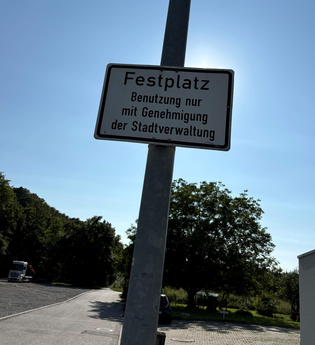 Festplatz
Benutzung nur
mit Genehmigung
der Stadtverwaltung